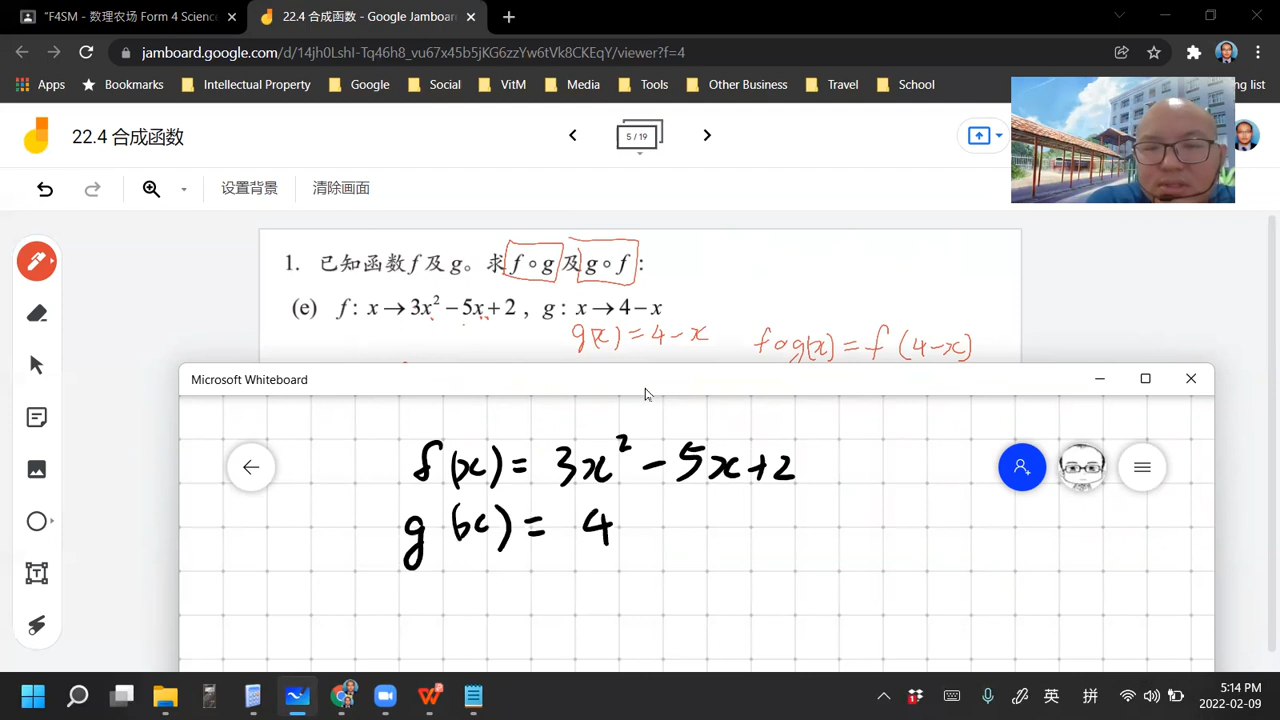 "F4SM - 数理农场 Form 4 Science
22.4 合成函数 - Google Jamboard
jamboard.google.com/d/14jh0LshI-Tq46h8_vu67x45b5jKG6zzYw6tVk8CKEqY/viewer?f=4
Apps Bookmarks Intellectual Property Google Social VitM Media Tools Other Business Travel School
ng list
22.4 合成函数
5 / 19
设置背景 清除画面
1. 已知函数 f 及 g。求 f∘g 及 g∘f :
(e) f : x → 3x² − 5x + 2 , g : x → 4 − x
g(x) = 4 − x
f∘g(x) = f (4−x)
Microsoft Whiteboard
f(x) = 3x² − 5x + 2
g(x) = 4
英 拼
5:14 PM
2022-02-09